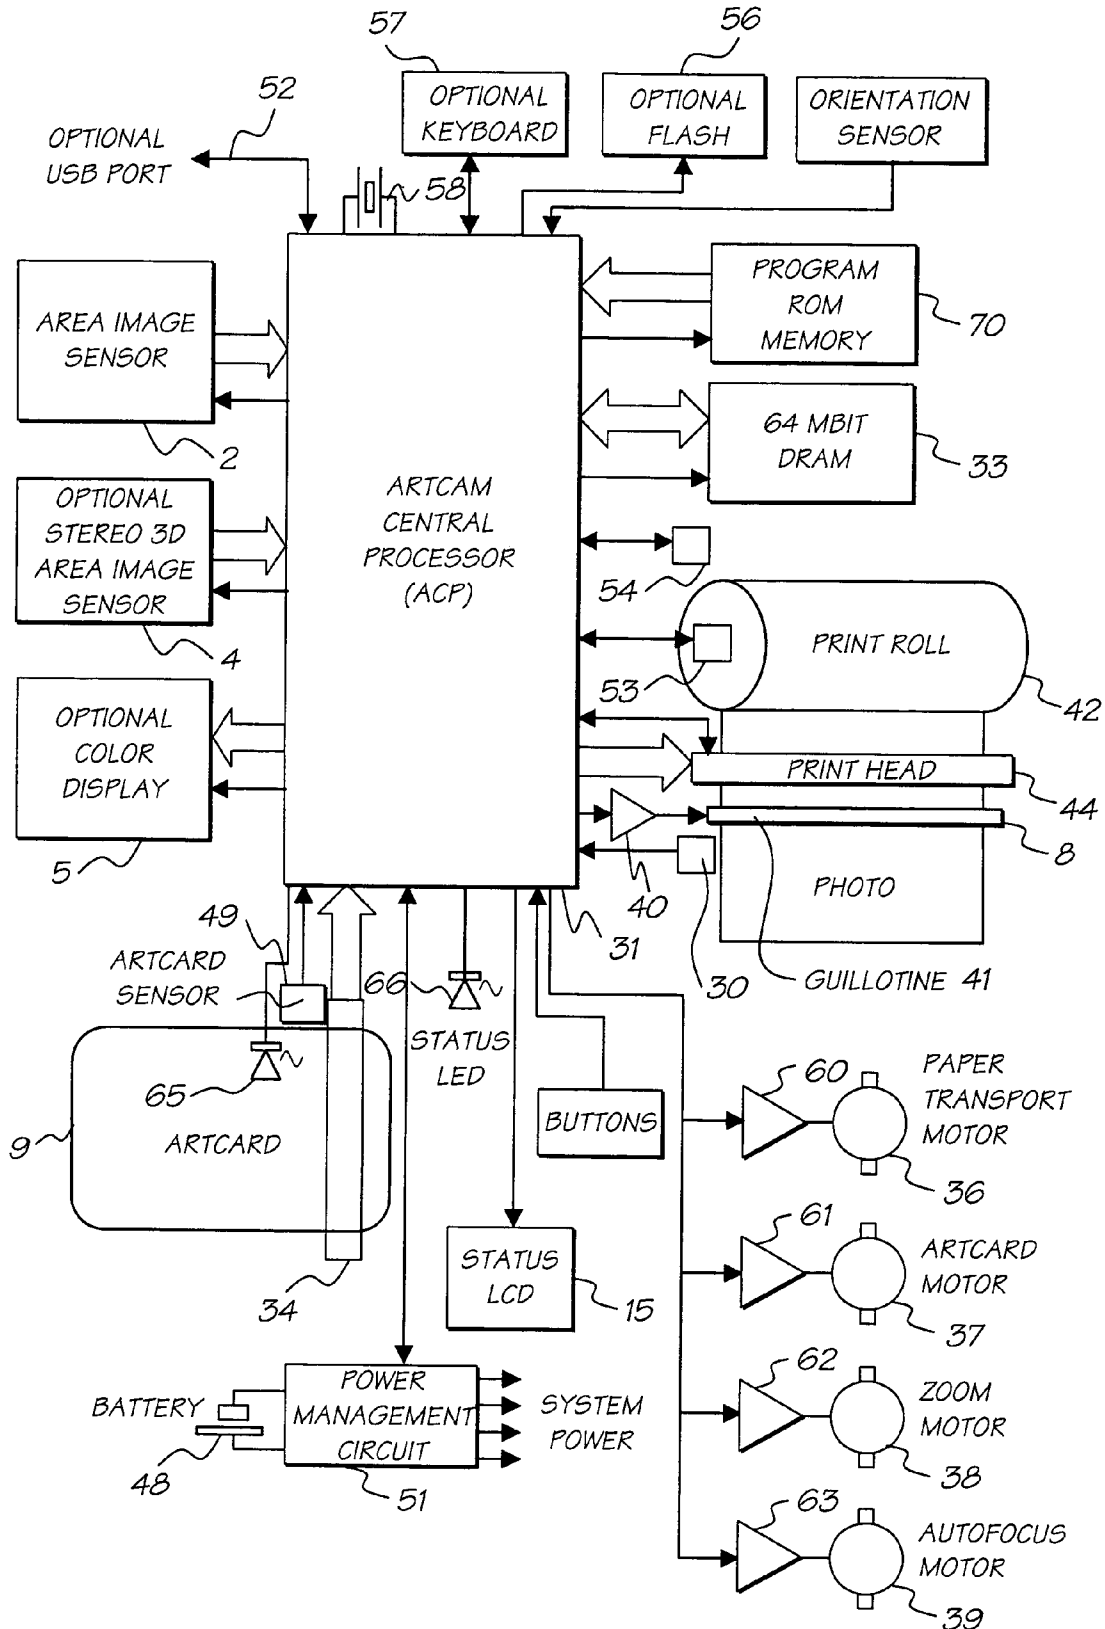 57
56
52
OPTIONAL
USB PORT
OPTIONAL
KEYBOARD
OPTIONAL
FLASH
ORIENTATION
SENSOR
58
AREA IMAGE
SENSOR
2
PROGRAM
ROM
MEMORY
70
64 MBIT
DRAM
33
OPTIONAL
STEREO 3D
AREA IMAGE
SENSOR
4
ARTCAM
CENTRAL
PROCESSOR
(ACP)
54
PRINT ROLL
53
42
OPTIONAL
COLOR
DISPLAY
5
PRINT HEAD
44
8
40
PHOTO
31
30
GUILLOTINE 41
49
ARTCARD
SENSOR
66
STATUS
LED
65
9
ARTCARD
34
BUTTONS
STATUS
LCD
15
60
PAPER
TRANSPORT
MOTOR
36
61
ARTCARD
MOTOR
37
62
ZOOM
MOTOR
38
63
AUTOFOCUS
MOTOR
39
BATTERY
48
POWER
MANAGEMENT
CIRCUIT
51
SYSTEM
POWER